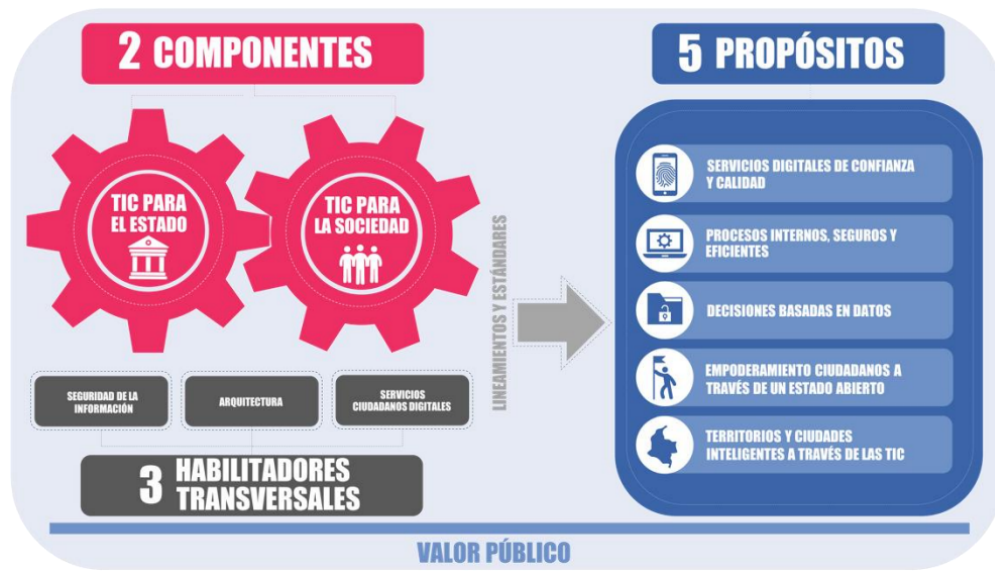 2 COMPONENTES
TIC PARA
EL ESTADO
TIC PARA
LA SOCIEDAD
SEGURIDAD DE LA
INFORMACIÓN
ARQUITECTURA
SERVICIOS
CIUDADANOS DIGITALES
3 HABILITADORES
TRANSVERSALES
LINEAMIENTOS Y ESTÁNDARES
5 PROPÓSITOS
SERVICIOS DIGITALES DE CONFIANZA
Y CALIDAD
PROCESOS INTERNOS, SEGUROS Y
EFICIENTES
DECISIONES BASADAS EN DATOS
EMPODERAMIENTO CIUDADANOS A
TRAVÉS DE UN ESTADO ABIERTO
TERRITORIOS Y CIUDADES
INTELIGENTES A TRAVÉS DE LAS TIC
VALOR PÚBLICO